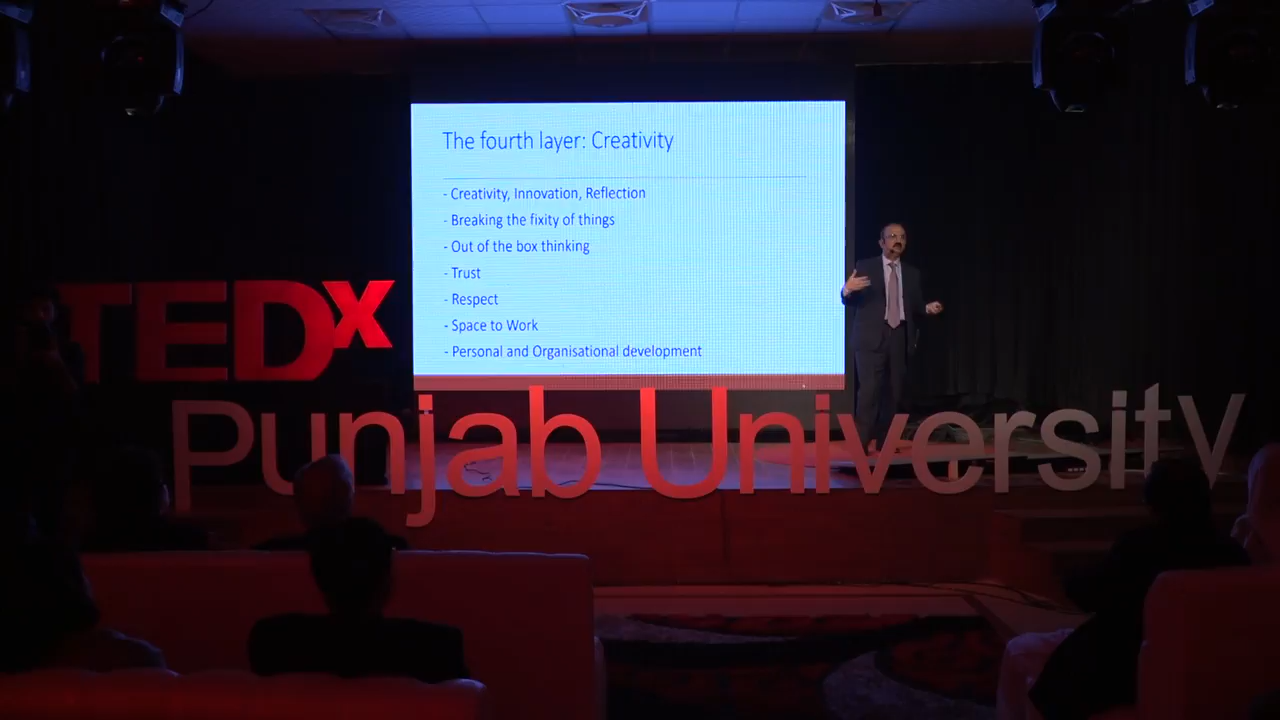 The fourth layer: Creativity
- Creativity, Innovation, Reflection
- Breaking the fixity of things
- Out of the box thinking
- Trust
- Respect
- Space to Work
- Personal and Organisational development
TEDx
Punjab University